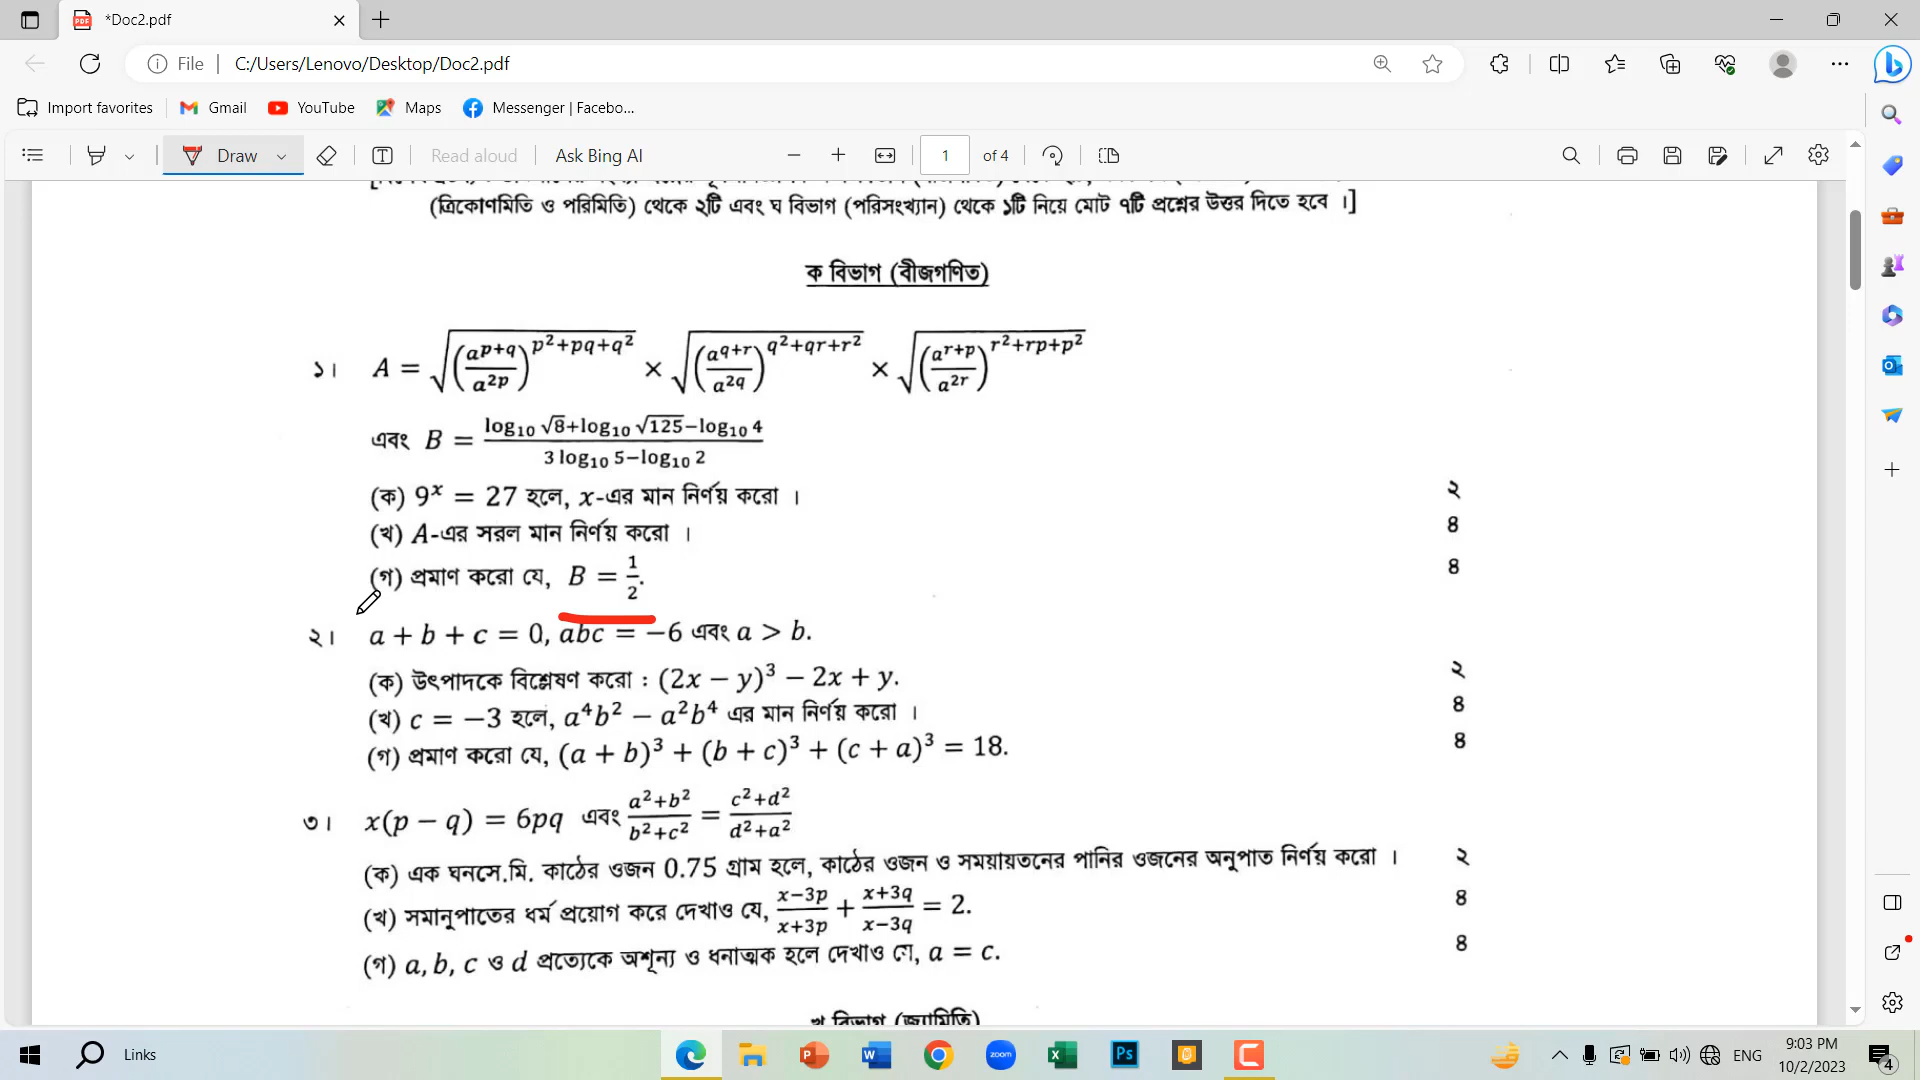 *Doc2.pdf
File
C:/Users/Lenovo/Desktop/Doc2.pdf
Import favorites
Gmail
YouTube
Maps
Messenger | Facebo...
Draw
Read aloud
Ask Bing AI
1 of 4
(ত্রিকোণমিতি ও পরিমিতি) থেকে ২টি এবং ঘ বিভাগ (পরিসংখ্যান) থেকে ১টি নিয়ে মোট ৭টি প্রশ্নের উত্তর দিতে হবে ।]
ক বিভাগ (বীজগণিত)
১। A = √((a^(p+q)/a^(2p))^(p²+pq+q²)) × √((a^(q+r)/a^(2q))^(q²+qr+r²)) × √((a^(r+p)/a^(2r))^(r²+rp+p²))
এবং B = (log₁₀ √8+log₁₀ √125−log₁₀ 4)/(3 log₁₀ 5−log₁₀ 2)
(ক) 9ˣ = 27 হলে, x-এর মান নির্ণয় করো । ২
(খ) A-এর সরল মান নির্ণয় করো । ৪
(গ) প্রমাণ করো যে, B = 1/2. ৪
২। a + b + c = 0, abc = −6 এবং a > b.
(ক) উৎপাদকে বিশ্লেষণ করো : (2x − y)³ − 2x + y. ২
(খ) c = −3 হলে, a⁴b² − a²b⁴ এর মান নির্ণয় করো । ৪
(গ) প্রমাণ করো যে, (a + b)³ + (b + c)³ + (c + a)³ = 18. ৪
৩। x(p − q) = 6pq এবং (a²+b²)/(b²+c²) = (c²+d²)/(d²+a²)
(ক) এক ঘনসে.মি. কাঠের ওজন 0.75 গ্রাম হলে, কাঠের ওজন ও সময়ায়তনের পানির ওজনের অনুপাত নির্ণয় করো । ২
(খ) সমানুপাতের ধর্ম প্রয়োগ করে দেখাও যে, (x−3p)/(x+3p) + (x+3q)/(x−3q) = 2. ৪
(গ) a, b, c ও d প্রত্যেকে অশূন্য ও ধনাত্মক হলে দেখাও যে, a = c. ৪
খ বিভাগ (জ্যামিতি)
Links
ENG
9:03 PM
10/2/2023
4